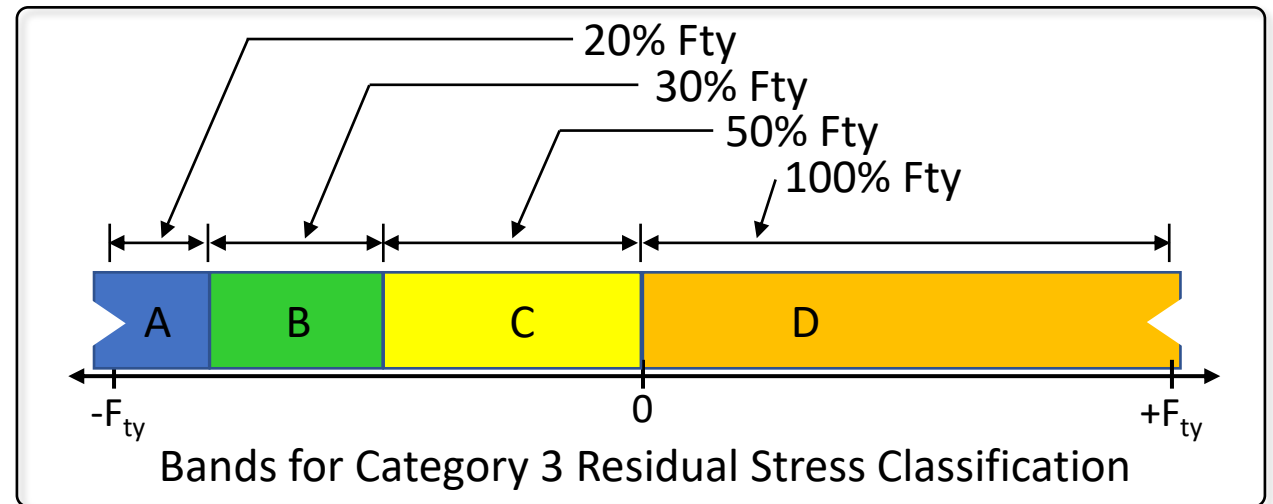 20% Fty
30% Fty
50% Fty
100% Fty
A B C D
-Fty 0 +Fty
Bands for Category 3 Residual Stress Classification